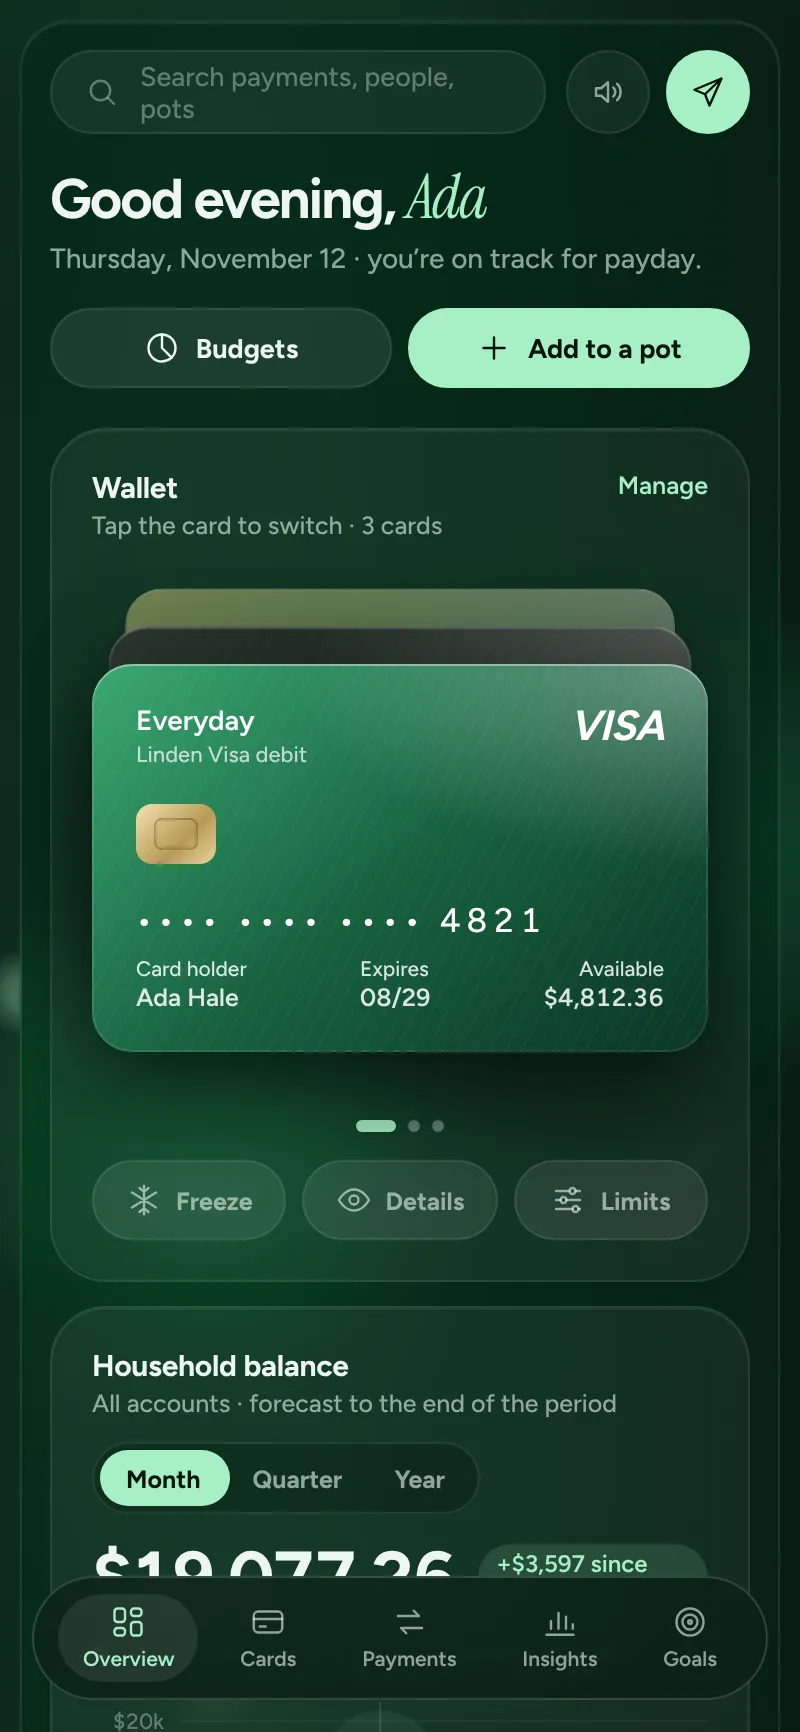 Search payments, people,
pots
Good evening, Ada
Thursday, November 12 · you’re on track for payday.
Budgets
Add to a pot
Wallet
Manage
Tap the card to switch · 3 cards
Everyday
VISA
Linden Visa debit
•••• •••• •••• 4821
Card holder
Expires
Available
Ada Hale
08/29
$4,812.36
Freeze
Details
Limits
Household balance
All accounts · forecast to the end of the period
Month
Quarter
Year
$19,077.26
+$3,597 since
Overview
Cards
Payments
Insights
Goals
$20k